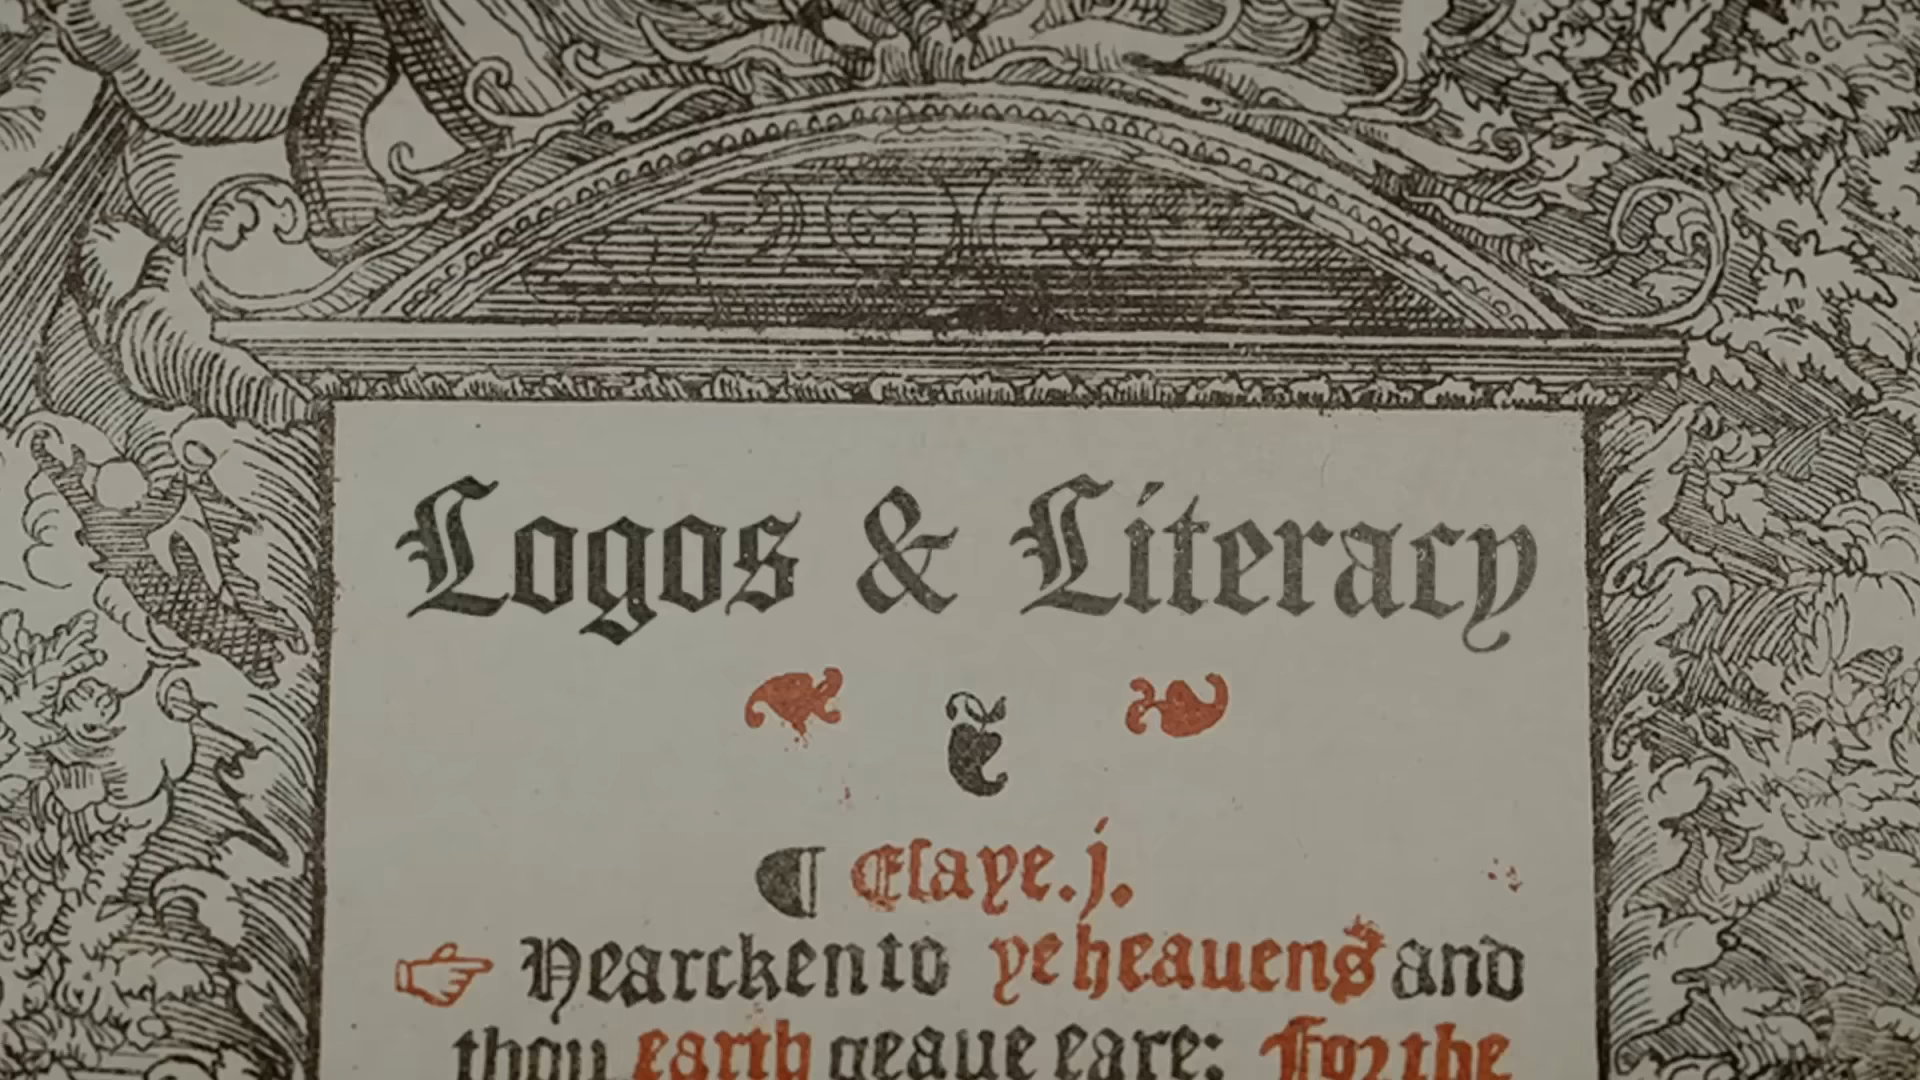 Logos & Literacy
¶ Esaye.j.
Hearcken to ye heauens and
thou earth geaue eare: For the